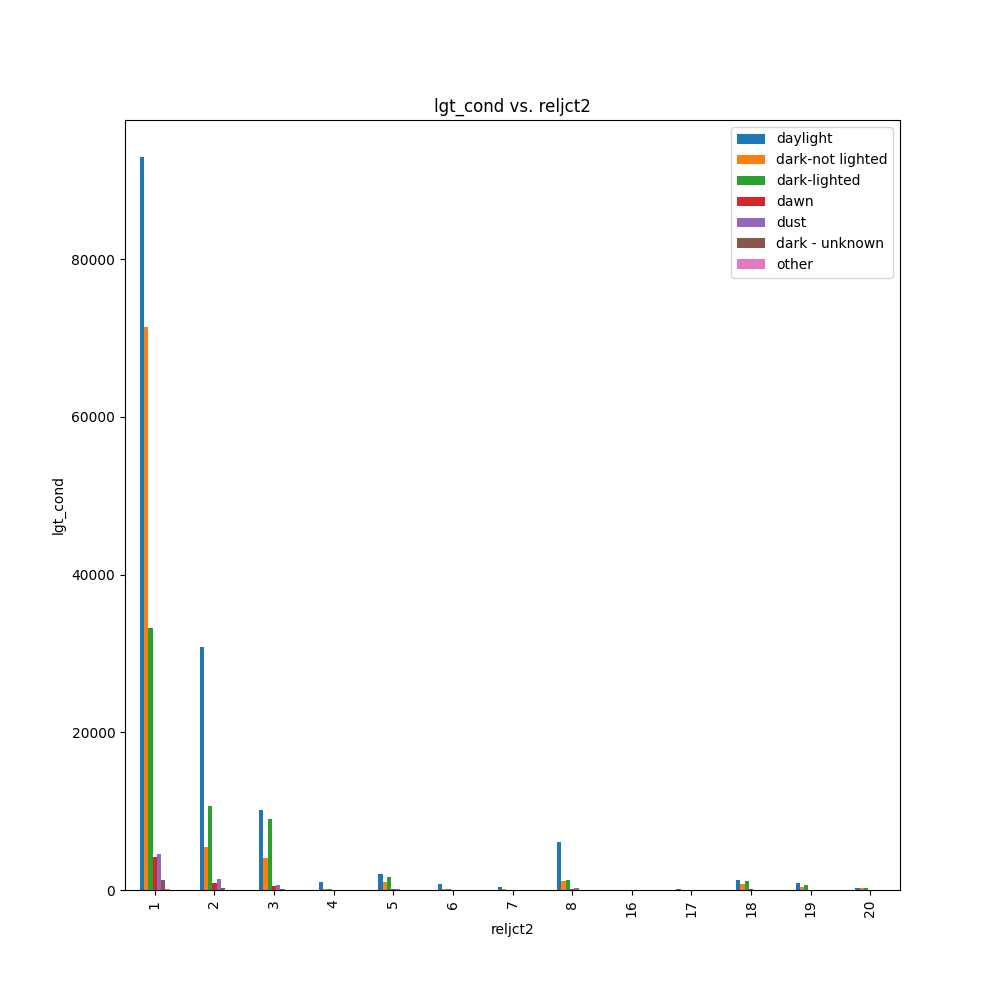 lgt_cond vs. reljct2
daylight
dark-not lighted
dark-lighted
dawn
dust
dark - unknown
other
80000
60000
40000
20000
0
lgt_cond
1 2 3 4 5 6 7 8 16 17 18 19 20
reljct2